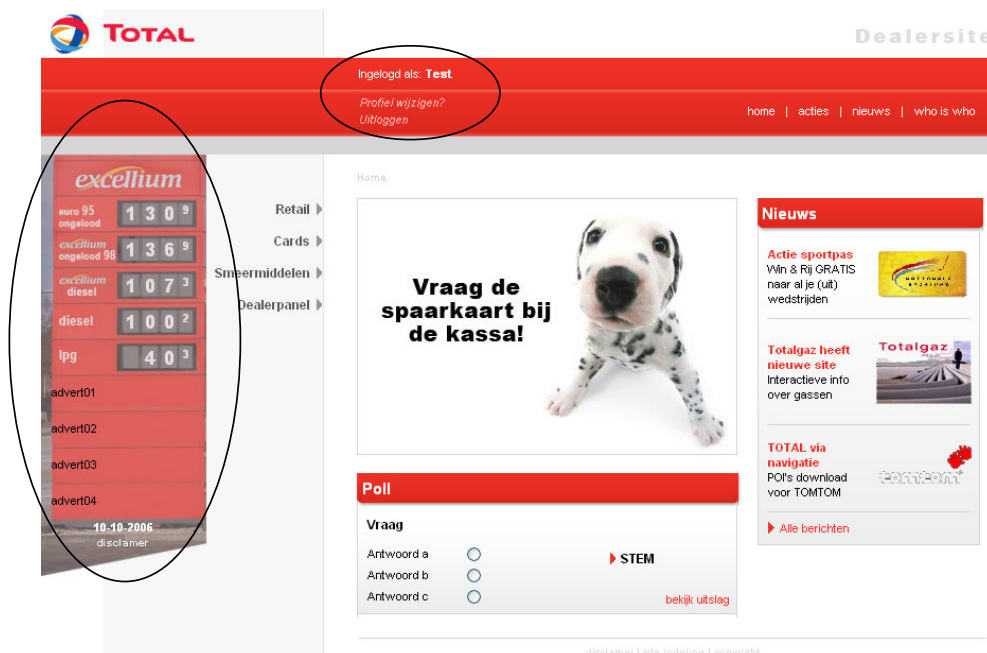 TOTAL
Dealersite
Ingelogd als: Test
Profiel wijzigen?
Uitloggen
home | acties | nieuws | who is who
excellium
euro 95
ongelood
1 3 0 9
excellium
ongelood 98
1 3 6 9
excellium
diesel
1 0 7 3
diesel
1 0 0 2
lpg
4 0 3
advert01
advert02
advert03
advert04
10-10-2006
disclamer
Retail
Cards
Smeermiddelen
Dealerpanel
Home
Vraag de
spaarkaart bij
de kassa!
Poll
Vraag
Antwoord a
Antwoord b
Antwoord c
STEM
bekijk uitslag
Nieuws
Actie sportpas
Win & Rij GRATIS
naar al je (uit)
wedstrijden
Totalgaz heeft
nieuwe site
Interactieve info
over gassen
Totalgaz
TOTAL via
navigatie
POI's download
voor TOMTOM
tomtom
Alle berichten
disclamer | site indeling | copyright